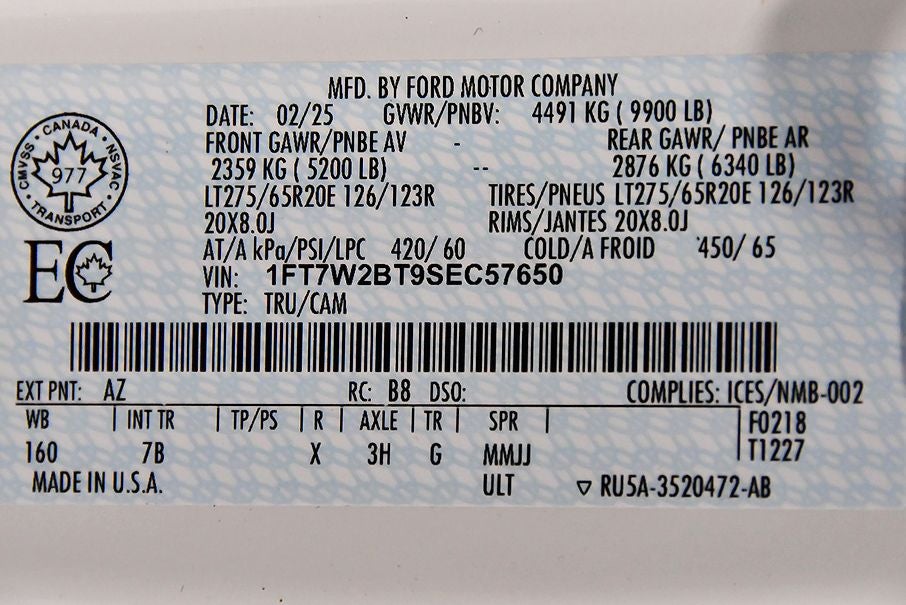 MFD. BY FORD MOTOR COMPANY
DATE: 02/25 GVWR/PNBV: 4491 KG ( 9900 LB)
FRONT GAWR/PNBE AV - REAR GAWR/ PNBE AR
2359 KG ( 5200 LB) -- 2876 KG ( 6340 LB)
LT275/65R20E 126/123R TIRES/PNEUS LT275/65R20E 126/123R
20X8.0J RIMS/JANTES 20X8.0J
AT/A kPa/PSI/LPC 420/ 60 COLD/A FROID 450/ 65
VIN: 1FT7W2BT9SEC57650
TYPE: TRU/CAM
CANADA
CMVSS
977
NSVAC
TRANSPORT
EC
EXT PNT: AZ RC: B8 DSO: COMPLIES: ICES/NMB-002
WB | INT TR | TP/PS | R | AXLE | TR | SPR | F0218
160 7B X 3H G MMJJ T1227
MADE IN U.S.A. ULT ▽ RU5A-3520472-AB